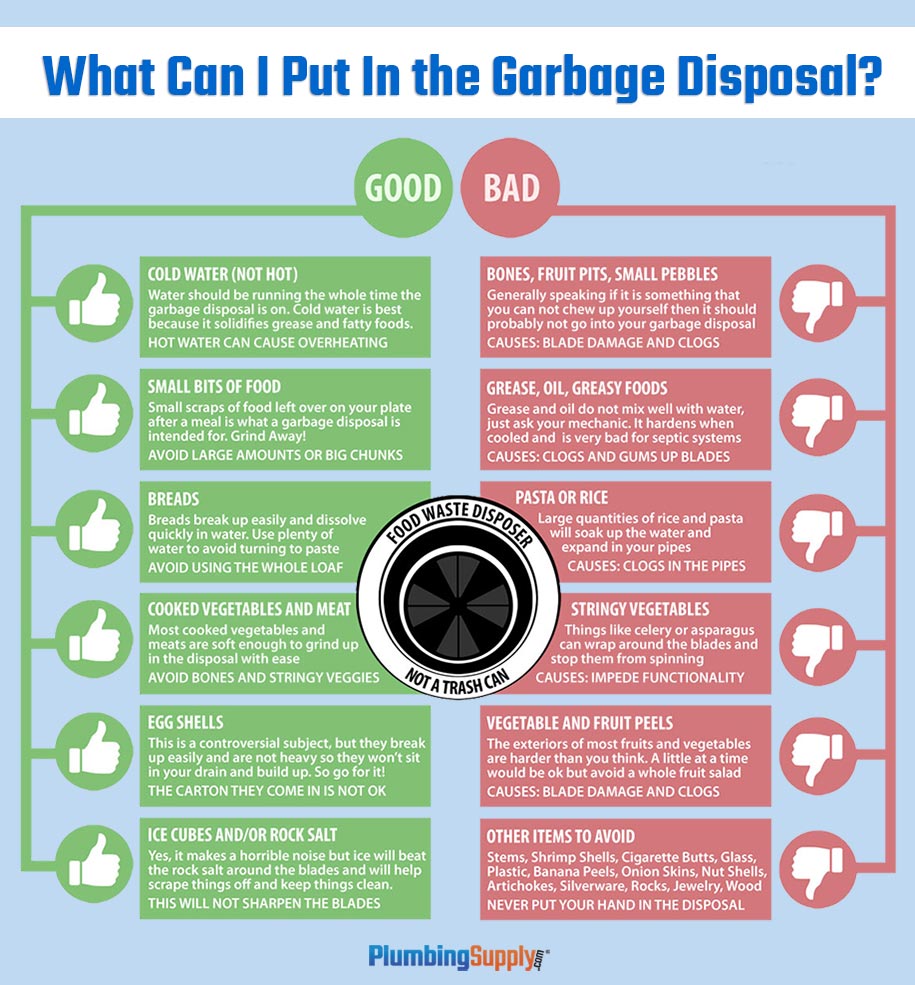 What Can I Put In the Garbage Disposal?
GOOD
BAD
COLD WATER (NOT HOT)
Water should be running the whole time the
garbage disposal is on. Cold water is best
because it solidifies grease and fatty foods.
HOT WATER CAN CAUSE OVERHEATING
SMALL BITS OF FOOD
Small scraps of food left over on your plate
after a meal is what a garbage disposal is
intended for. Grind Away!
AVOID LARGE AMOUNTS OR BIG CHUNKS
BREADS
Breads break up easily and dissolve
quickly in water. Use plenty of
water to avoid turning to paste
AVOID USING THE WHOLE LOAF
COOKED VEGETABLES AND MEAT
Most cooked vegetables and
meats are soft enough to grind up
in the disposal with ease
AVOID BONES AND STRINGY VEGGIES
EGG SHELLS
This is a controversial subject, but they break
up easily and are not heavy so they won't sit
in your drain and build up. So go for it!
THE CARTON THEY COME IN IS NOT OK
ICE CUBES AND/OR ROCK SALT
Yes, it makes a horrible noise but ice will beat
the rock salt around the blades and will help
scrape things off and keep things clean.
THIS WILL NOT SHARPEN THE BLADES
FOOD WASTE DISPOSER
NOT A TRASH CAN
BONES, FRUIT PITS, SMALL PEBBLES
Generally speaking if it is something that
you can not chew up yourself then it should
probably not go into your garbage disposal
CAUSES: BLADE DAMAGE AND CLOGS
GREASE, OIL, GREASY FOODS
Grease and oil do not mix well with water,
just ask your mechanic. It hardens when
cooled and is very bad for septic systems
CAUSES: CLOGS AND GUMS UP BLADES
PASTA OR RICE
Large quantities of rice and pasta
will soak up the water and
expand in your pipes
CAUSES: CLOGS IN THE PIPES
STRINGY VEGETABLES
Things like celery or asparagus
can wrap around the blades and
stop them from spinning
CAUSES: IMPEDE FUNCTIONALITY
VEGETABLE AND FRUIT PEELS
The exteriors of most fruits and vegetables
are harder than you think. A little at a time
would be ok but avoid a whole fruit salad
CAUSES: BLADE DAMAGE AND CLOGS
OTHER ITEMS TO AVOID
Stems, Shrimp Shells, Cigarette Butts, Glass,
Plastic, Banana Peels, Onion Skins, Nut Shells,
Artichokes, Silverware, Rocks, Jewelry, Wood
NEVER PUT YOUR HAND IN THE DISPOSAL
PlumbingSupply.com®